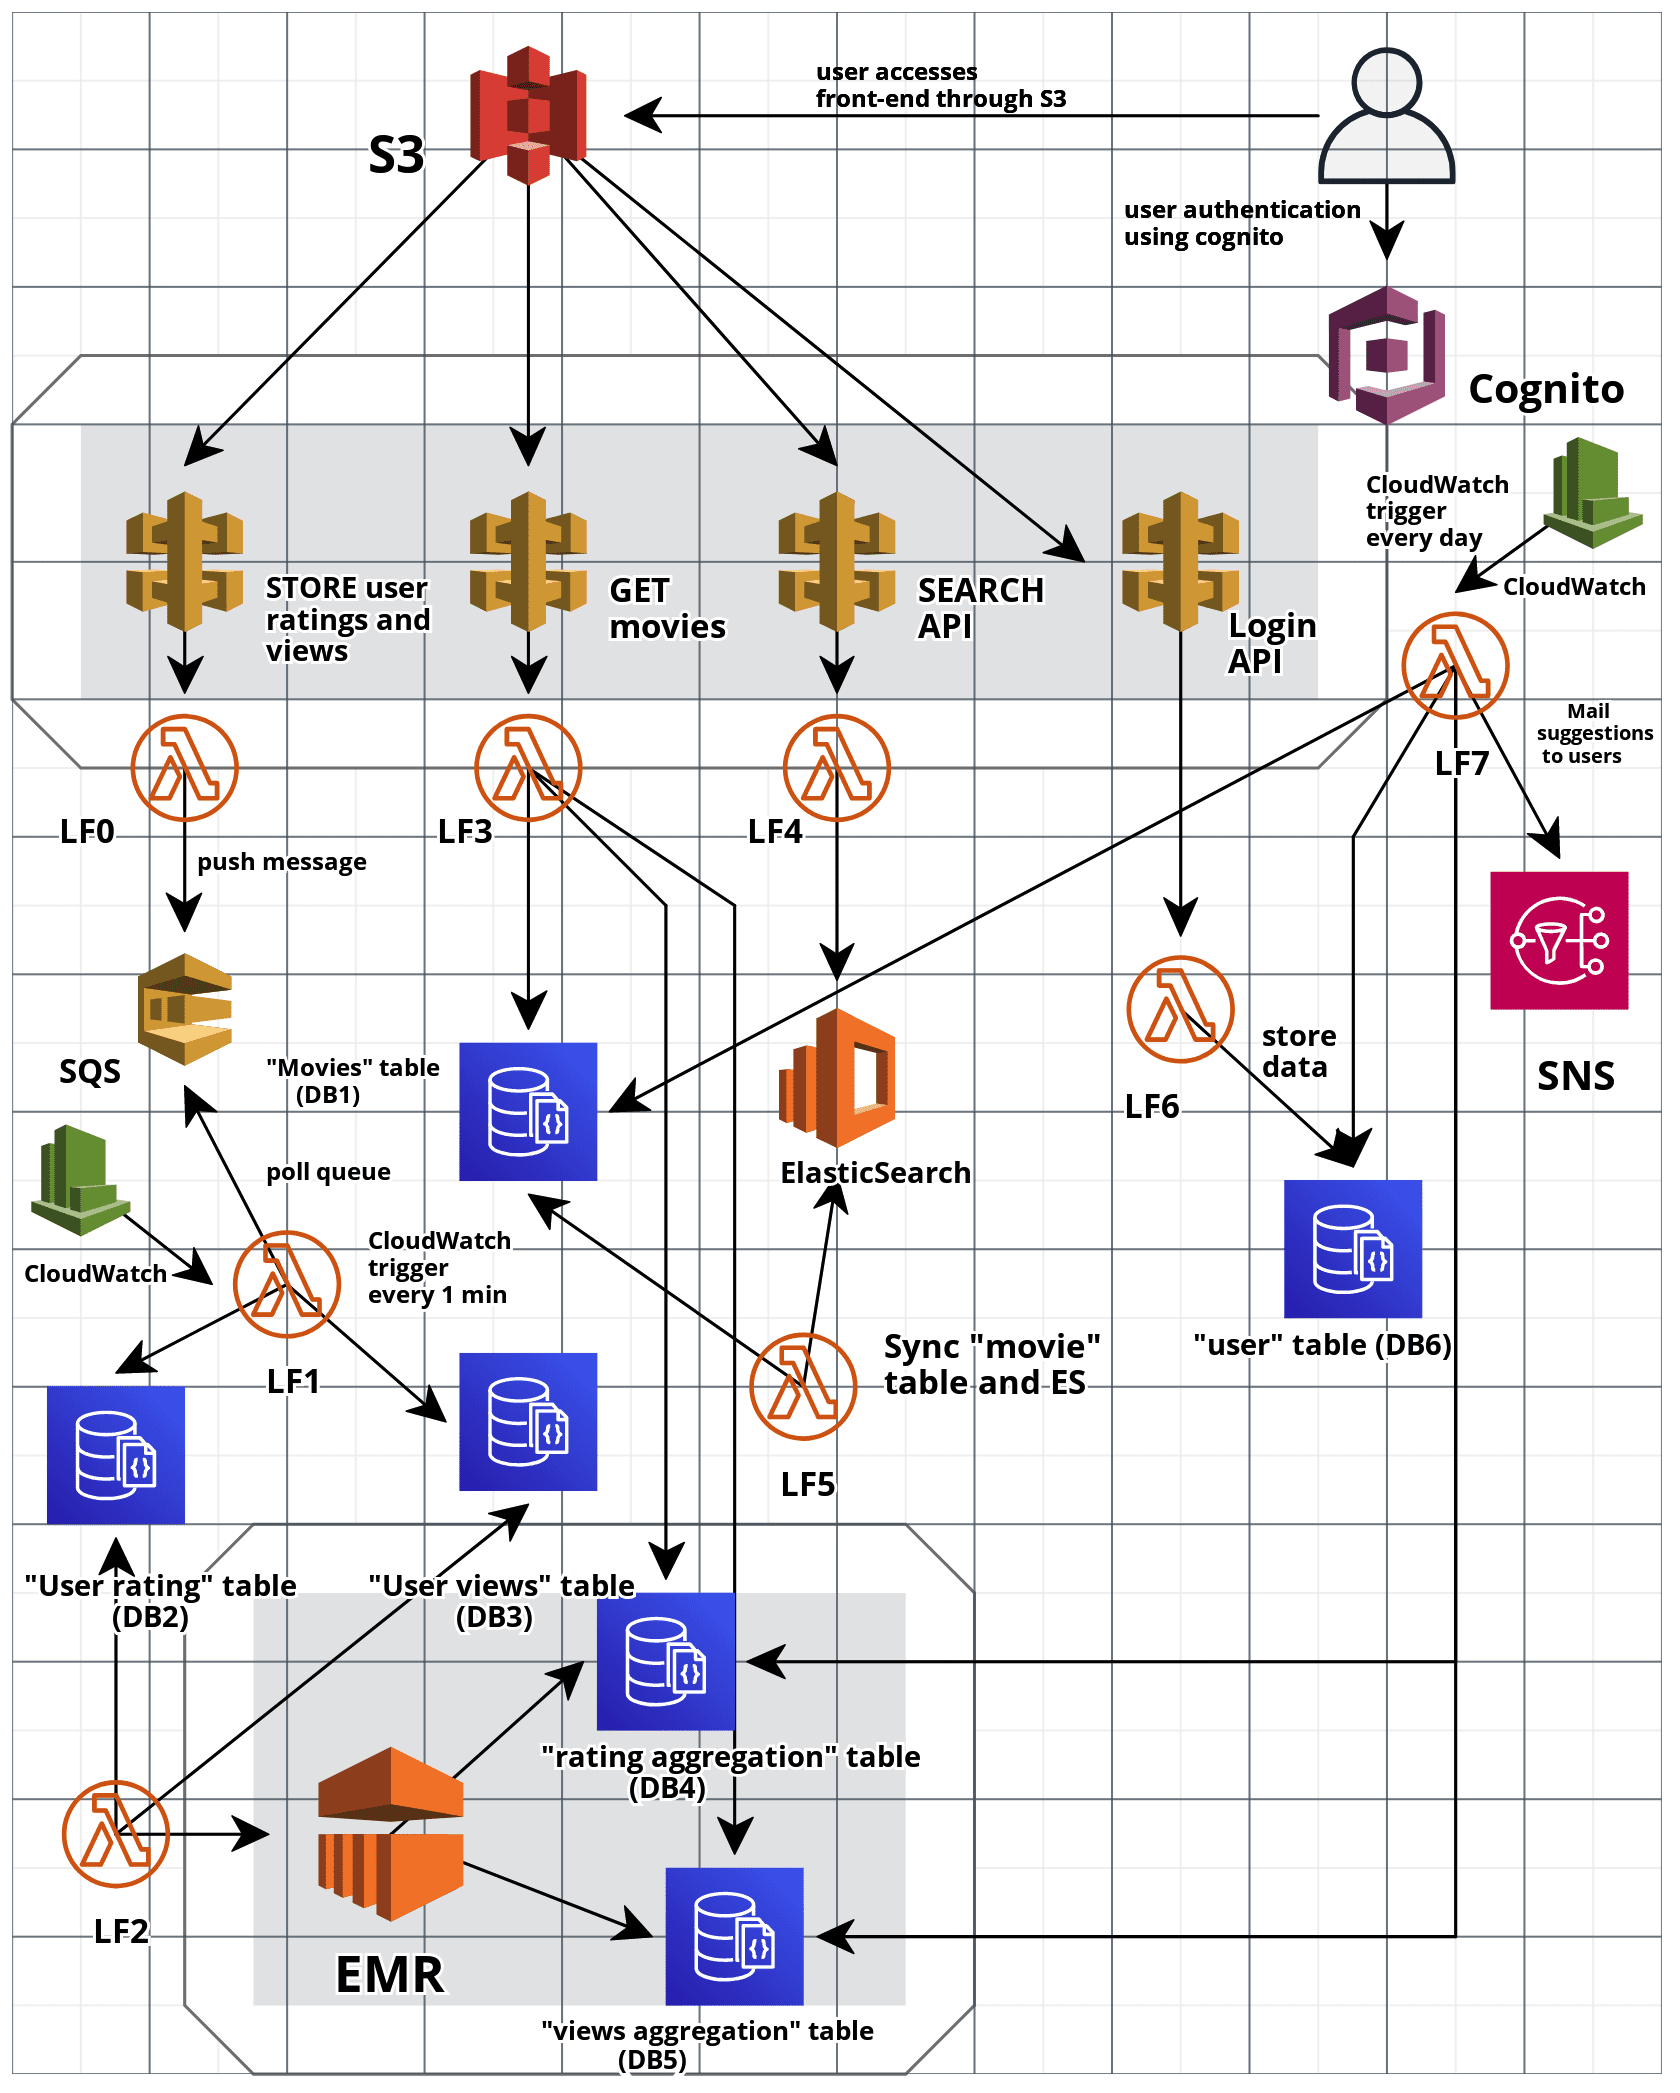 user accesses
front-end through S3
S3
user authentication
using cognito
Cognito
CloudWatch
trigger
every day
CloudWatch
STORE user
ratings and
views
GET
movies
SEARCH
API
Login
API
Mail
suggestions
to users
LF7
LF0
LF3
LF4
push message
SQS
"Movies" table
(DB1)
store
data
SNS
LF6
poll queue
ElasticSearch
CloudWatch
CloudWatch
trigger
every 1 min
LF1
Sync "movie"
table and ES
"user" table (DB6)
LF5
"User rating" table
(DB2)
"User views" table
(DB3)
"rating aggregation" table
(DB4)
LF2
EMR
"views aggregation" table
(DB5)